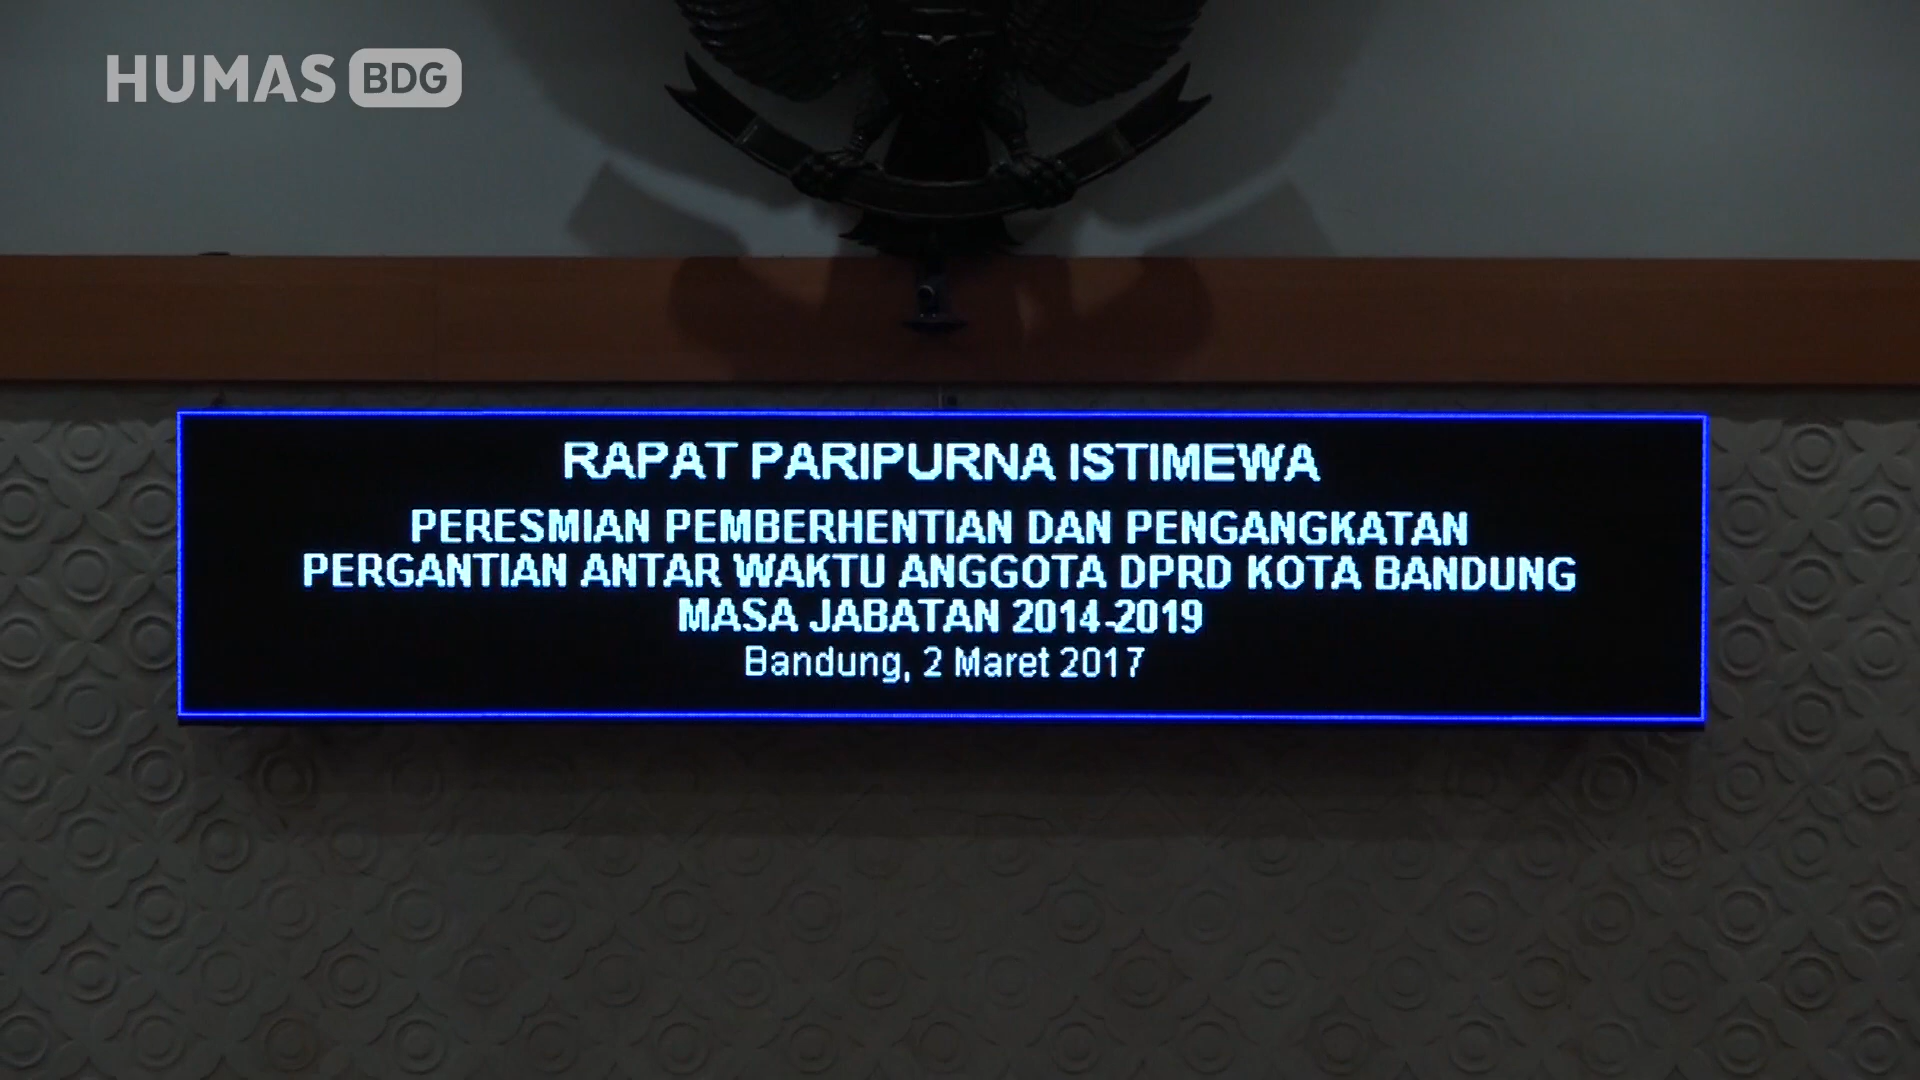 HUMAS BDG
RAPAT PARIPURNA ISTIMEWA
PERESMIAN PEMBERHENTIAN DAN PENGANGKATAN
PERGANTIAN ANTAR WAKTU ANGGOTA DPRD KOTA BANDUNG
MASA JABATAN 2014-2019
Bandung, 2 Maret 2017